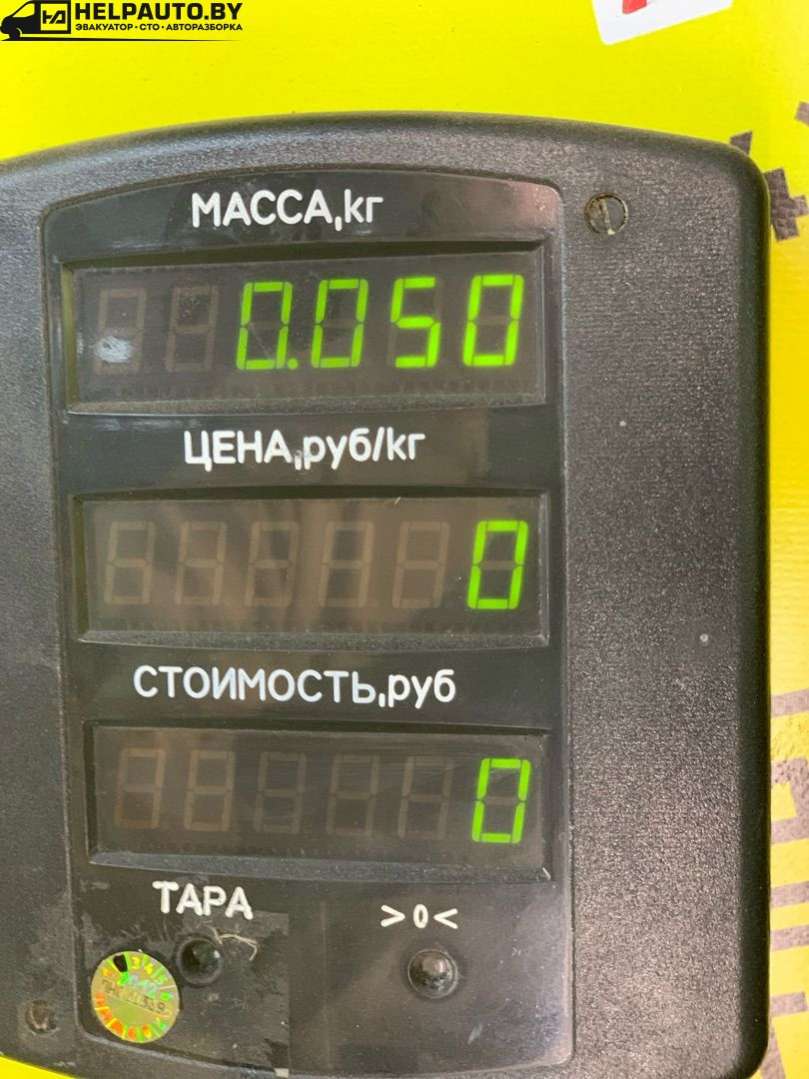 HELPAUTO.BY
ЭВАКУАТОР • СТО • АВТОРАЗБОРКА
МАССА,кг
0.050
ЦЕНА,руб/кг
0
СТОИМОСТЬ,руб
0
ТАРА >0<